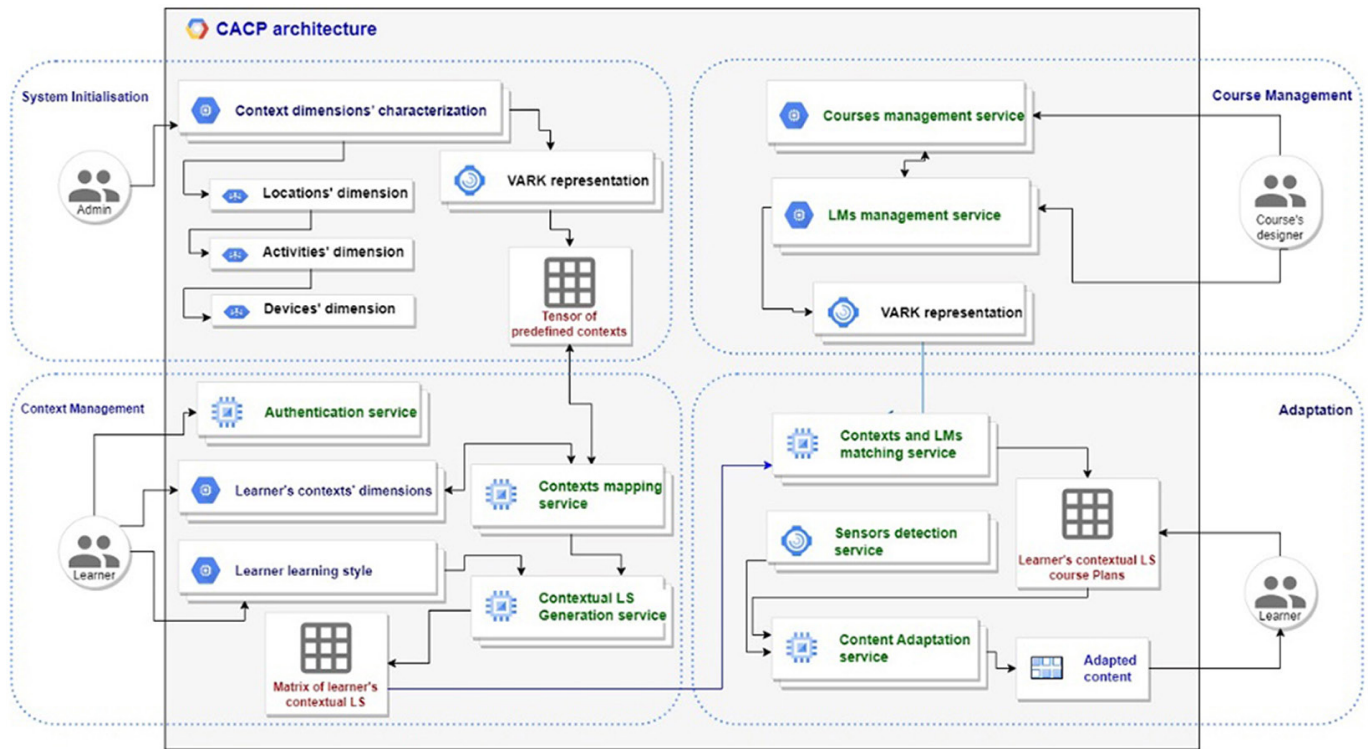 CACP architecture
System Initialisation
Context dimensions' characterization
Admin
Locations' dimension
Activities' dimension
Devices' dimension
VARK representation
Tensor of
predefined contexts
Course Management
Courses management service
LMs management service
Course's
designer
VARK representation
Context Management
Authentication service
Learner's contexts' dimensions
Learner
Learner learning style
Contexts mapping
service
Contextual LS
Generation service
Matrix of learner's
contextual LS
Adaptation
Contexts and LMs
matching service
Sensors detection
service
Learner's contextual LS
course Plans
Learner
Content Adaptation
service
Adapted
content